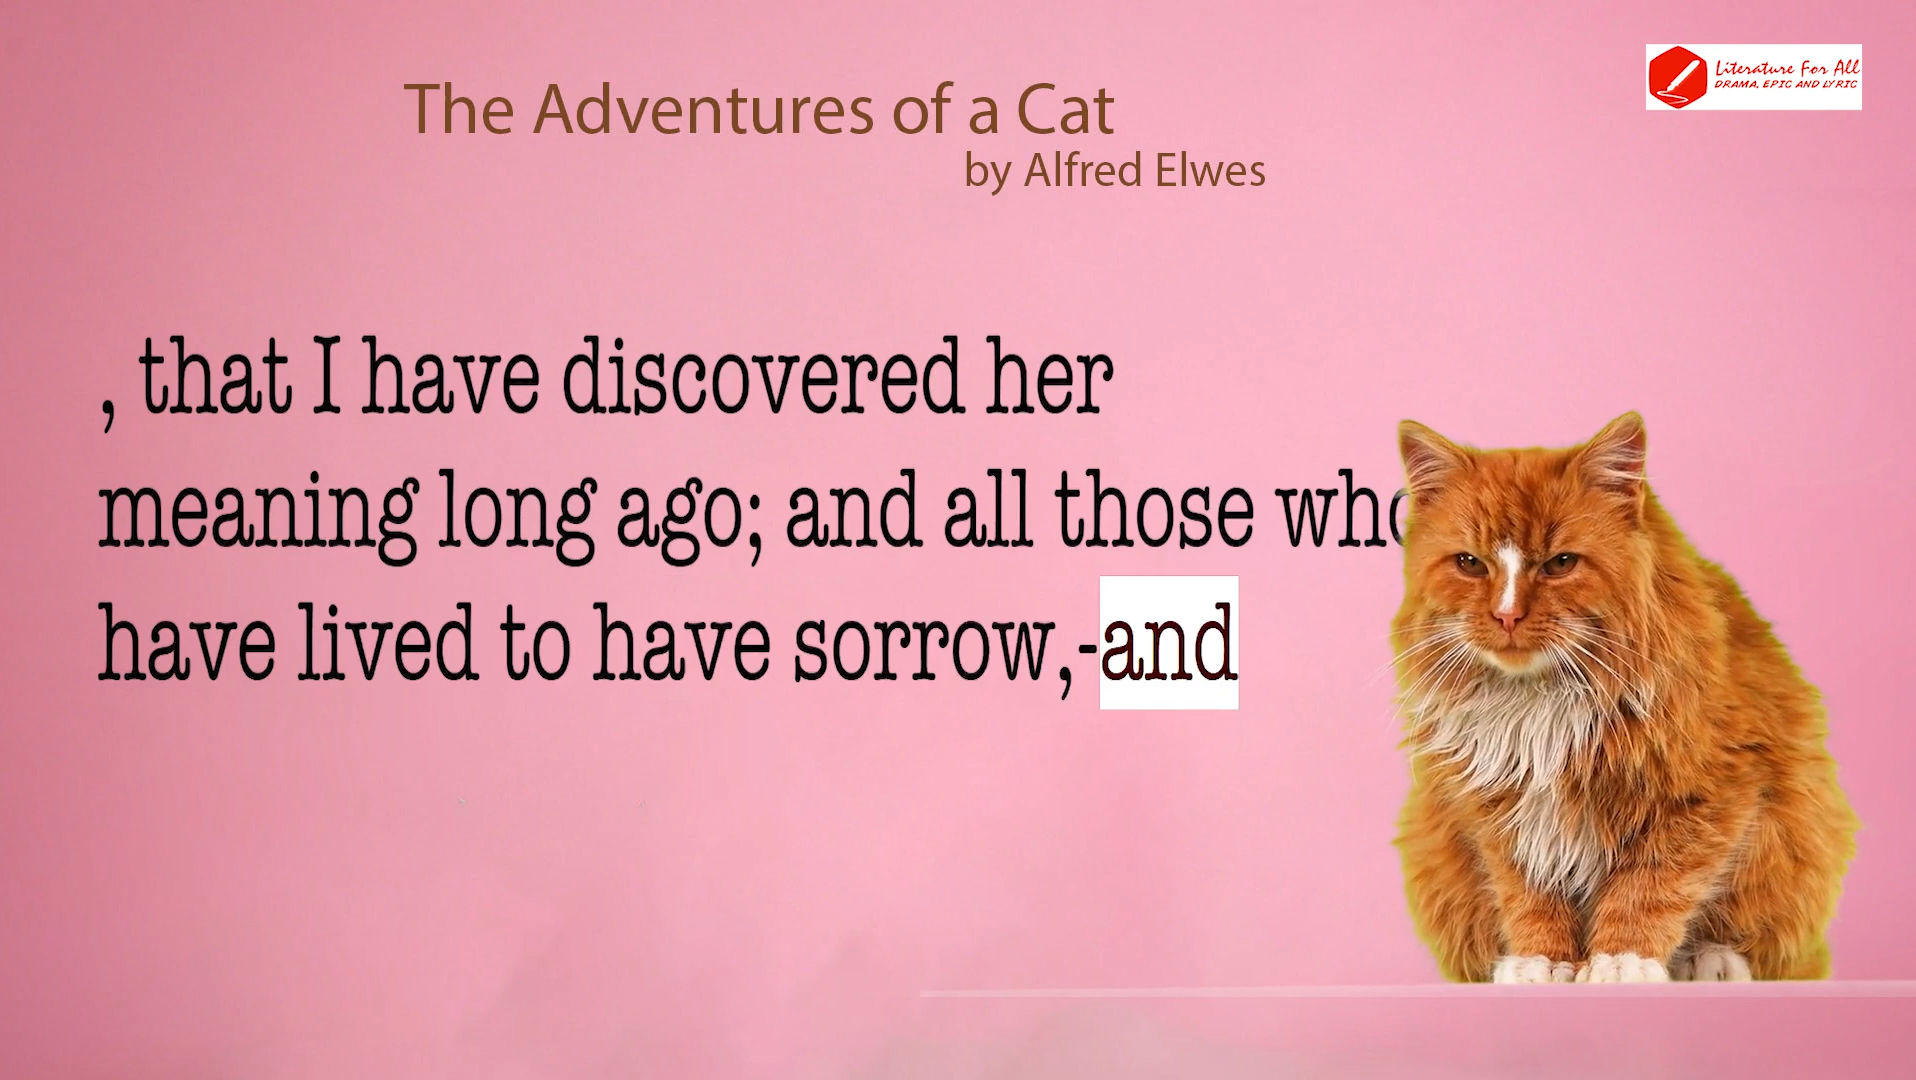 The Adventures of a Cat
by Alfred Elwes
Literature For All
DRAMA, EPIC AND LYRIC
, that I have discovered her
meaning long ago; and all those who
have lived to have sorrow,-and